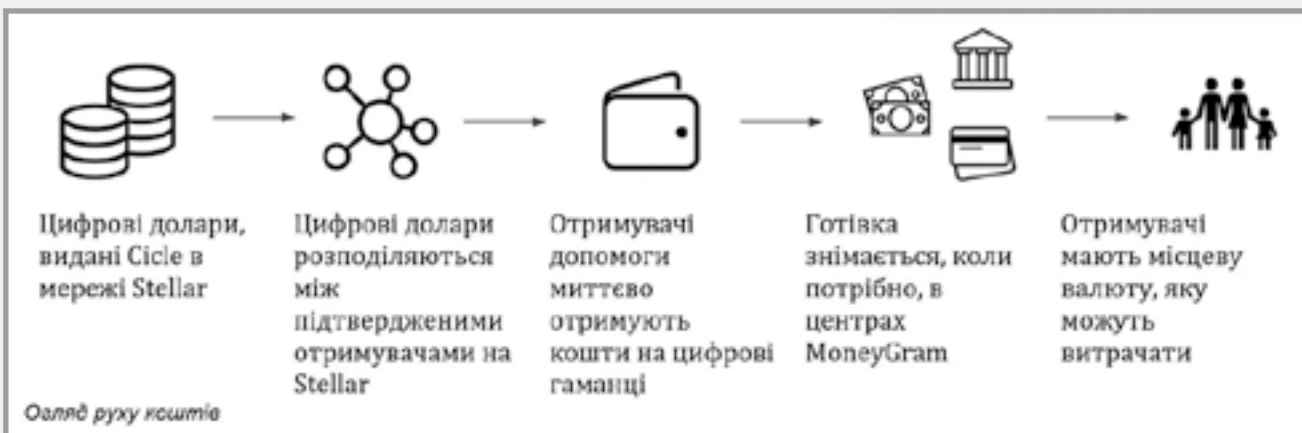 Цифрові долари,
видані Cicle в
мережі Stellar
Цифрові долари
розподіляються
між
підтвердженими
отримувачами на
Stellar
Отримувачі
допомоги
миттєво
отримують
кошти на цифрові
гаманці
Готівка
знімається, коли
потрібно, в
центрах
MoneyGram
Отримувачі
мають місцеву
валюту, яку
можуть
витрачати
Огляд руху коштів